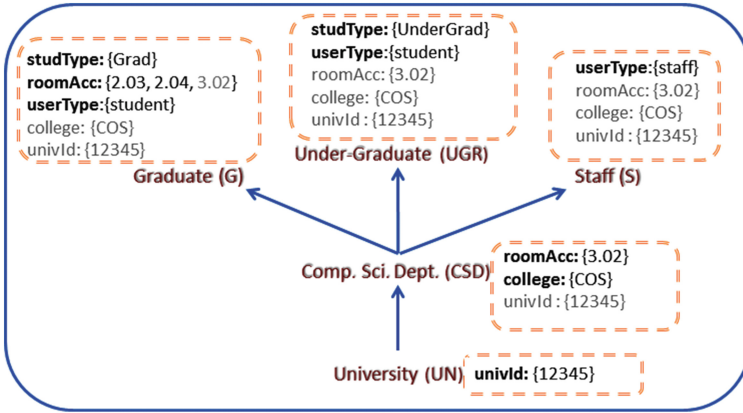 studType: {Grad}
roomAcc: {2.03, 2.04, 3.02}
userType:{student}
college: {COS}
univId: {12345}
Graduate (G)
studType: {UnderGrad}
userType:{student}
roomAcc: {3.02}
college: {COS}
univId : {12345}
Under-Graduate (UGR)
userType: {staff}
roomAcc: {3.02}
college: {COS}
univId : {12345}
Staff (S)
Comp. Sci. Dept. (CSD)
roomAcc: {3.02}
college: {COS}
univId : {12345}
University (UN)
univId: {12345}